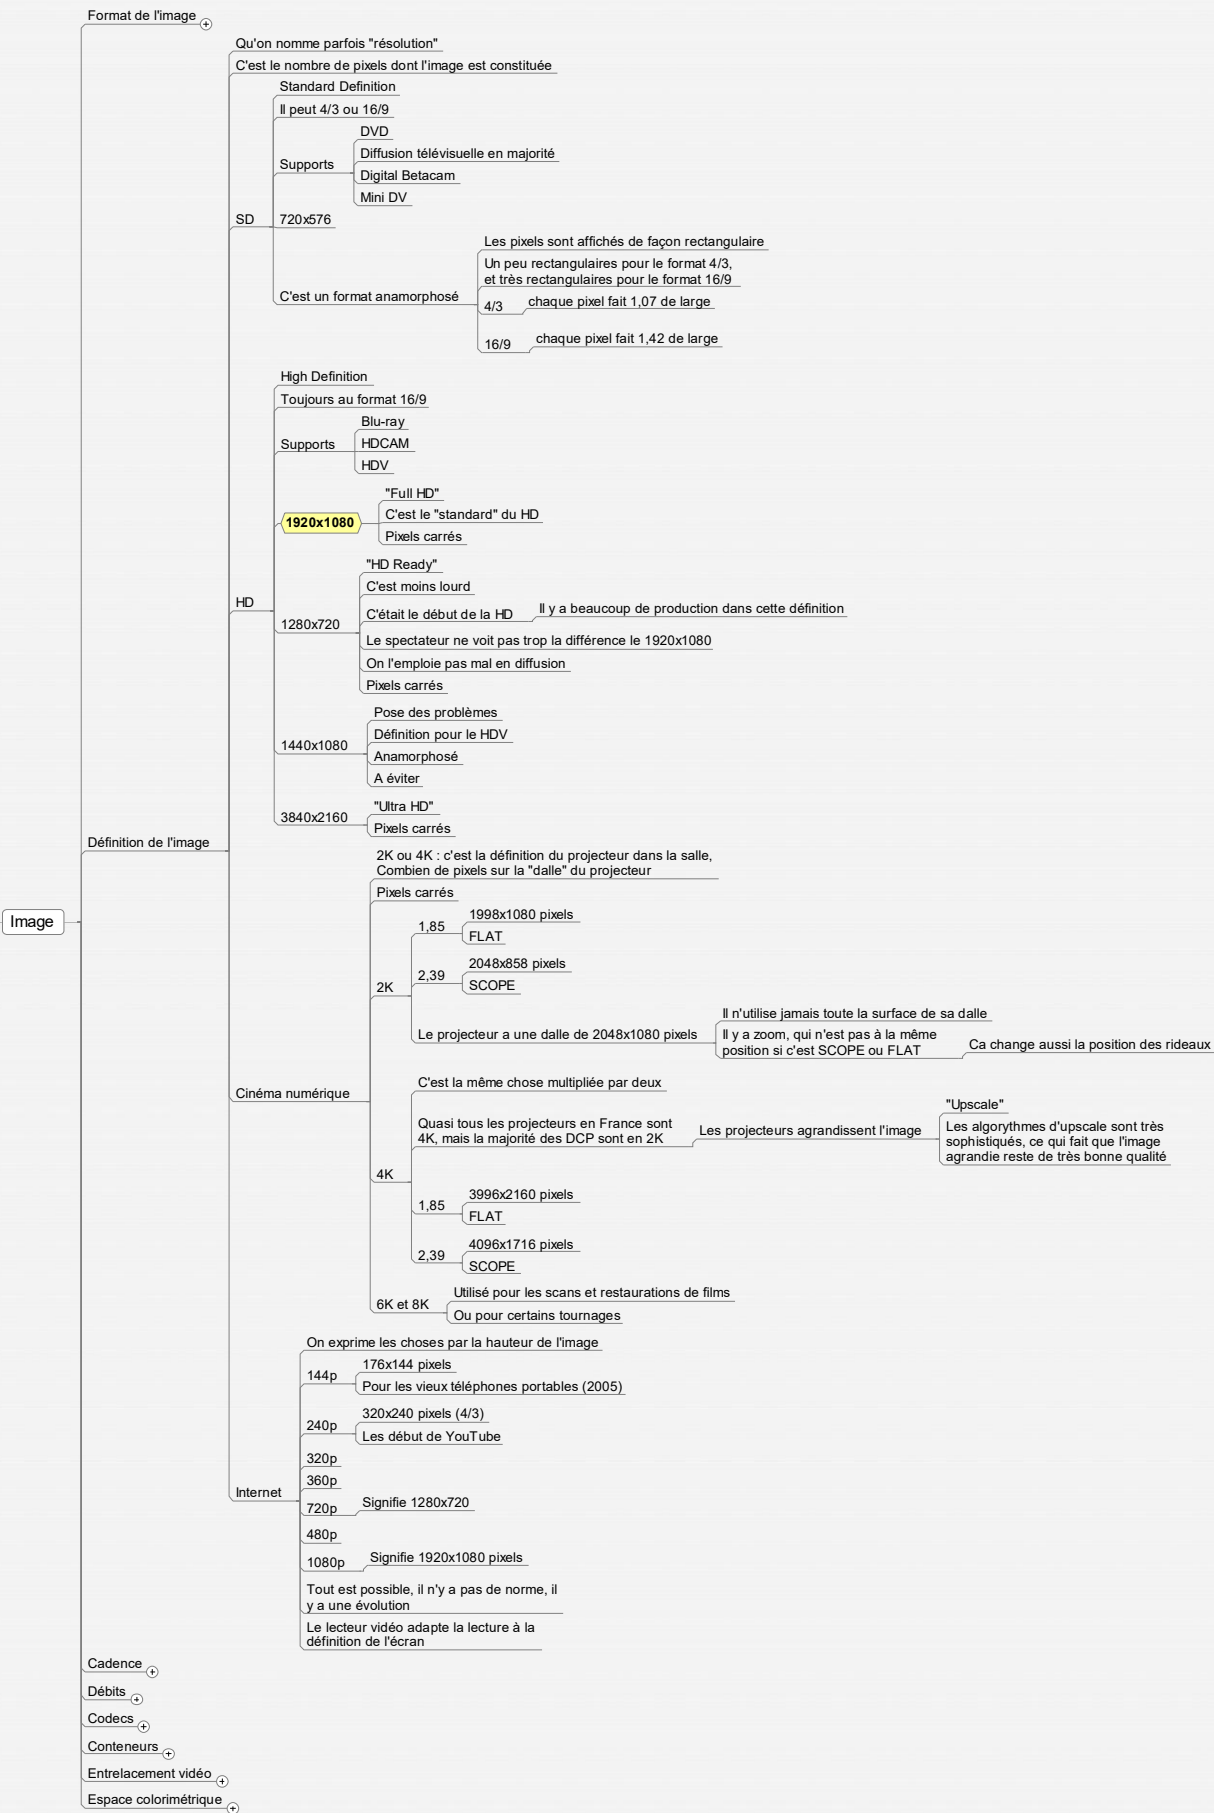 Format de l'image
Qu'on nomme parfois "résolution"
C'est le nombre de pixels dont l'image est constituée
Standard Definition
Il peut 4/3 ou 16/9
DVD
Diffusion télévisuelle en majorité
Supports
Digital Betacam
Mini DV
SD
720x576
Les pixels sont affichés de façon rectangulaire
Un peu rectangulaires pour le format 4/3,
et très rectangulaires pour le format 16/9
C'est un format anamorphosé
4/3
chaque pixel fait 1,07 de large
16/9
chaque pixel fait 1,42 de large
High Definition
Toujours au format 16/9
Blu-ray
Supports
HDCAM
HDV
"Full HD"
1920x1080
C'est le "standard" du HD
Pixels carrés
"HD Ready"
C'est moins lourd
HD
C'était le début de la HD
Il y a beaucoup de production dans cette définition
1280x720
Le spectateur ne voit pas trop la différence le 1920x1080
On l'emploie pas mal en diffusion
Pixels carrés
Pose des problèmes
Définition pour le HDV
1440x1080
Anamorphosé
A éviter
"Ultra HD"
3840x2160
Pixels carrés
Définition de l'image
2K ou 4K : c'est la définition du projecteur dans la salle,
Combien de pixels sur la "dalle" du projecteur
Pixels carrés
Image
1,85
1998x1080 pixels
FLAT
2,39
2048x858 pixels
SCOPE
2K
Le projecteur a une dalle de 2048x1080 pixels
Il n'utilise jamais toute la surface de sa dalle
Il y a zoom, qui n'est pas à la même
position si c'est SCOPE ou FLAT
Ca change aussi la position des rideaux
Cinéma numérique
C'est la même chose multipliée par deux
Quasi tous les projecteurs en France sont
4K, mais la majorité des DCP sont en 2K
Les projecteurs agrandissent l'image
"Upscale"
Les algorythmes d'upscale sont très
sophistiqués, ce qui fait que l'image
agrandie reste de très bonne qualité
4K
1,85
3996x2160 pixels
FLAT
2,39
4096x1716 pixels
SCOPE
6K et 8K
Utilisé pour les scans et restaurations de films
Ou pour certains tournages
On exprime les choses par la hauteur de l'image
144p
176x144 pixels
Pour les vieux téléphones portables (2005)
240p
320x240 pixels (4/3)
Les début de YouTube
320p
360p
Internet
720p
Signifie 1280x720
480p
1080p
Signifie 1920x1080 pixels
Tout est possible, il n'y a pas de norme, il
y a une évolution
Le lecteur vidéo adapte la lecture à la
définition de l'écran
Cadence
Débits
Codecs
Conteneurs
Entrelacement vidéo
Espace colorimétrique